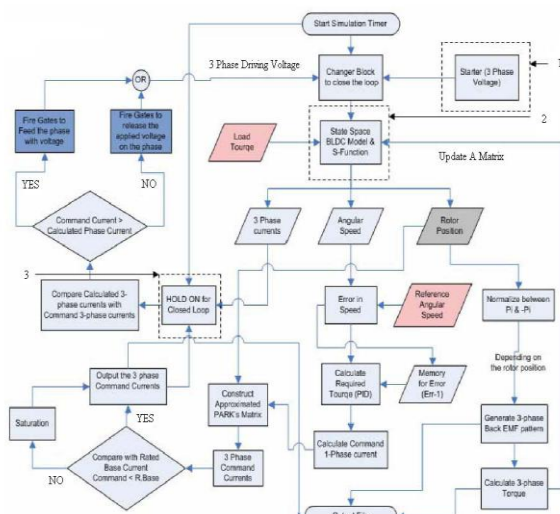 Start Simulation Timer
OR
3 Phase Driving Voltage
Changer Block
to close the loop
Starter (3 Phase
Voltage)
1
2
Fire Gates to
Feed the phase
with voltage
Fire Gates to
release the
applied voltage
on the phase
Load
Tourqe
State Space
BLDC Model &
S-Function
Update A Matrix
YES
NO
Command Current >
Calculated Phase Current
3 Phase
currents
Angular
Speed
Rotor
Position
3
Compare Calculated 3-
phase currents with
Command 3-phase currents
HOLD ON for
Closed Loop
Error in
Speed
Reference
Angular
Speed
Normalize between
Pi & -Pi
Depending on
the rotor position
Output the 3 phase
Command Currents
Calculate
Required
Tourqe (PID)
Memory
for Error
(Err-1)
Saturation
YES
Construct
Approximated
PARK's Matrix
Generate 3-phase
Back EMF pattern
Calculate Command
1-Phase current
NO
Compare with Rated
Base Current
Command < R.Base
3 Phase
Command
Currents
Calculate 3-phase
Torque